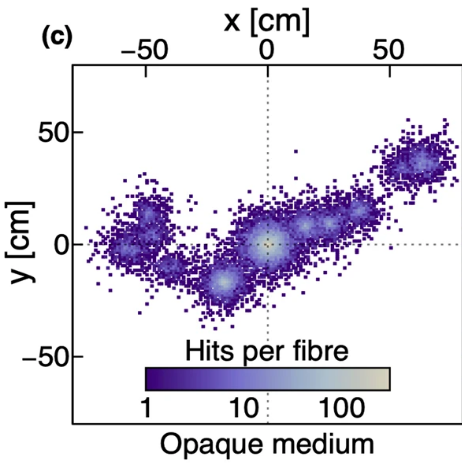 (c)
x [cm]
−50 0 50
50
0
−50
y [cm]
Hits per fibre
1 10 100
Opaque medium